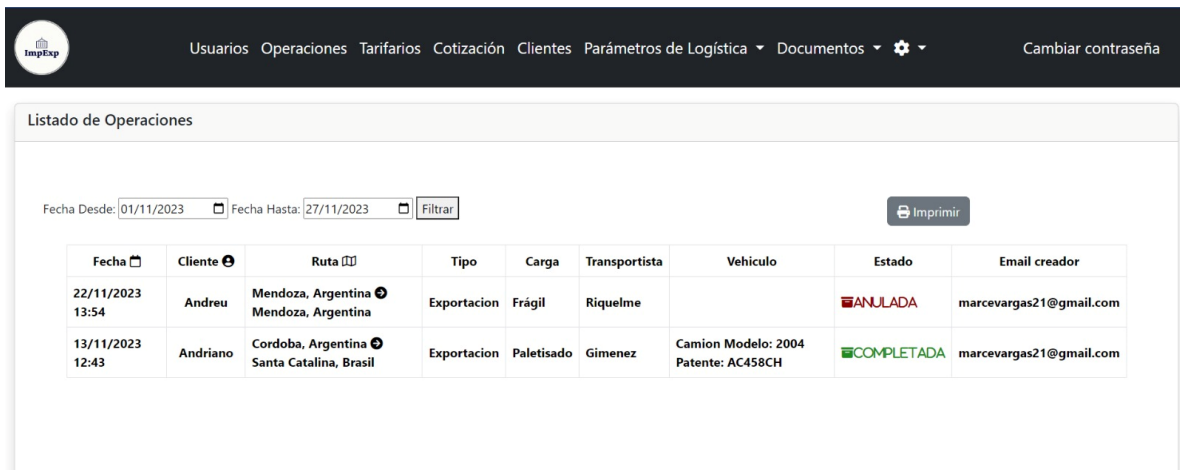 ImpExp
Usuarios Operaciones Tarifarios Cotización Clientes Parámetros de Logística Documentos Cambiar contraseña
Listado de Operaciones
Fecha Desde: 01/11/2023 Fecha Hasta: 27/11/2023 Filtrar Imprimir
Fecha Cliente Ruta Tipo Carga Transportista Vehiculo Estado Email creador
22/11/2023 Mendoza, Argentina
13:54 Andreu Mendoza, Argentina Exportacion Frágil Riquelme ANULADA marcevargas21@gmail.com
13/11/2023 Cordoba, Argentina Camion Modelo: 2004
12:43 Andriano Santa Catalina, Brasil Exportacion Paletisado Gimenez Patente: AC458CH COMPLETADA marcevargas21@gmail.com